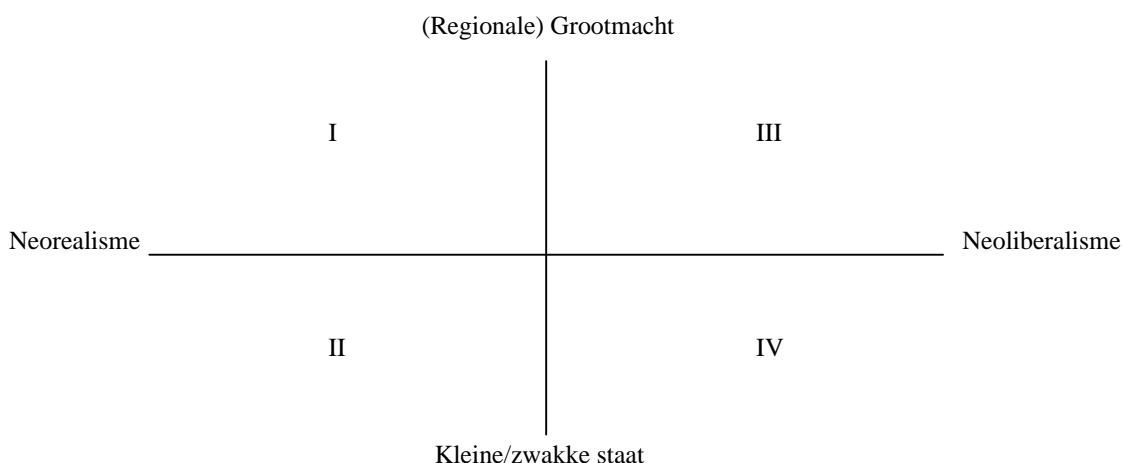 (Regionale) Grootmacht
I
III
Neorealisme
Neoliberalisme
II
IV
Kleine/zwakke staat